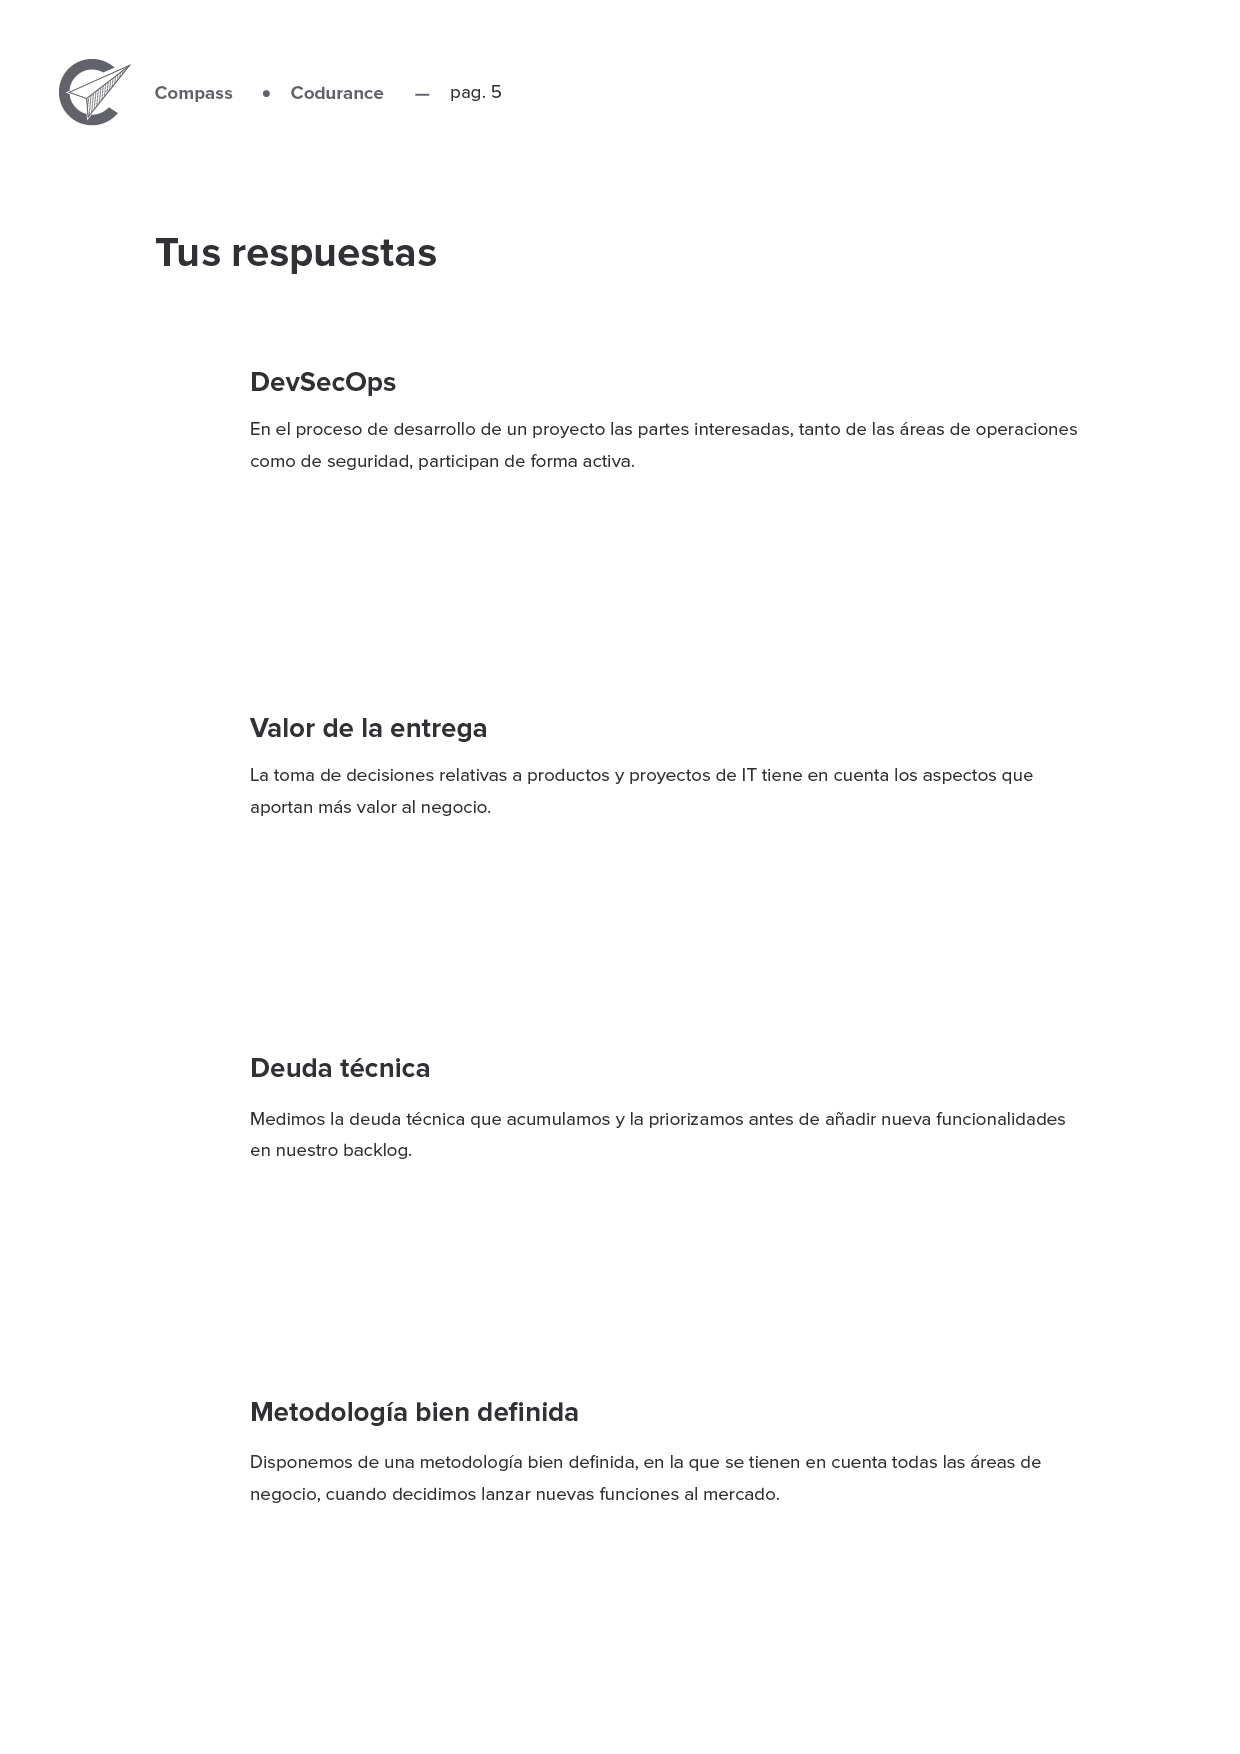 Compass • Codurance — pag. 5
Tus respuestas
DevSecOps
En el proceso de desarrollo de un proyecto las partes interesadas, tanto de las áreas de operaciones
como de seguridad, participan de forma activa.
Valor de la entrega
La toma de decisiones relativas a productos y proyectos de IT tiene en cuenta los aspectos que
aportan más valor al negocio.
Deuda técnica
Medimos la deuda técnica que acumulamos y la priorizamos antes de añadir nueva funcionalidades
en nuestro backlog.
Metodología bien definida
Disponemos de una metodología bien definida, en la que se tienen en cuenta todas las áreas de
negocio, cuando decidimos lanzar nuevas funciones al mercado.